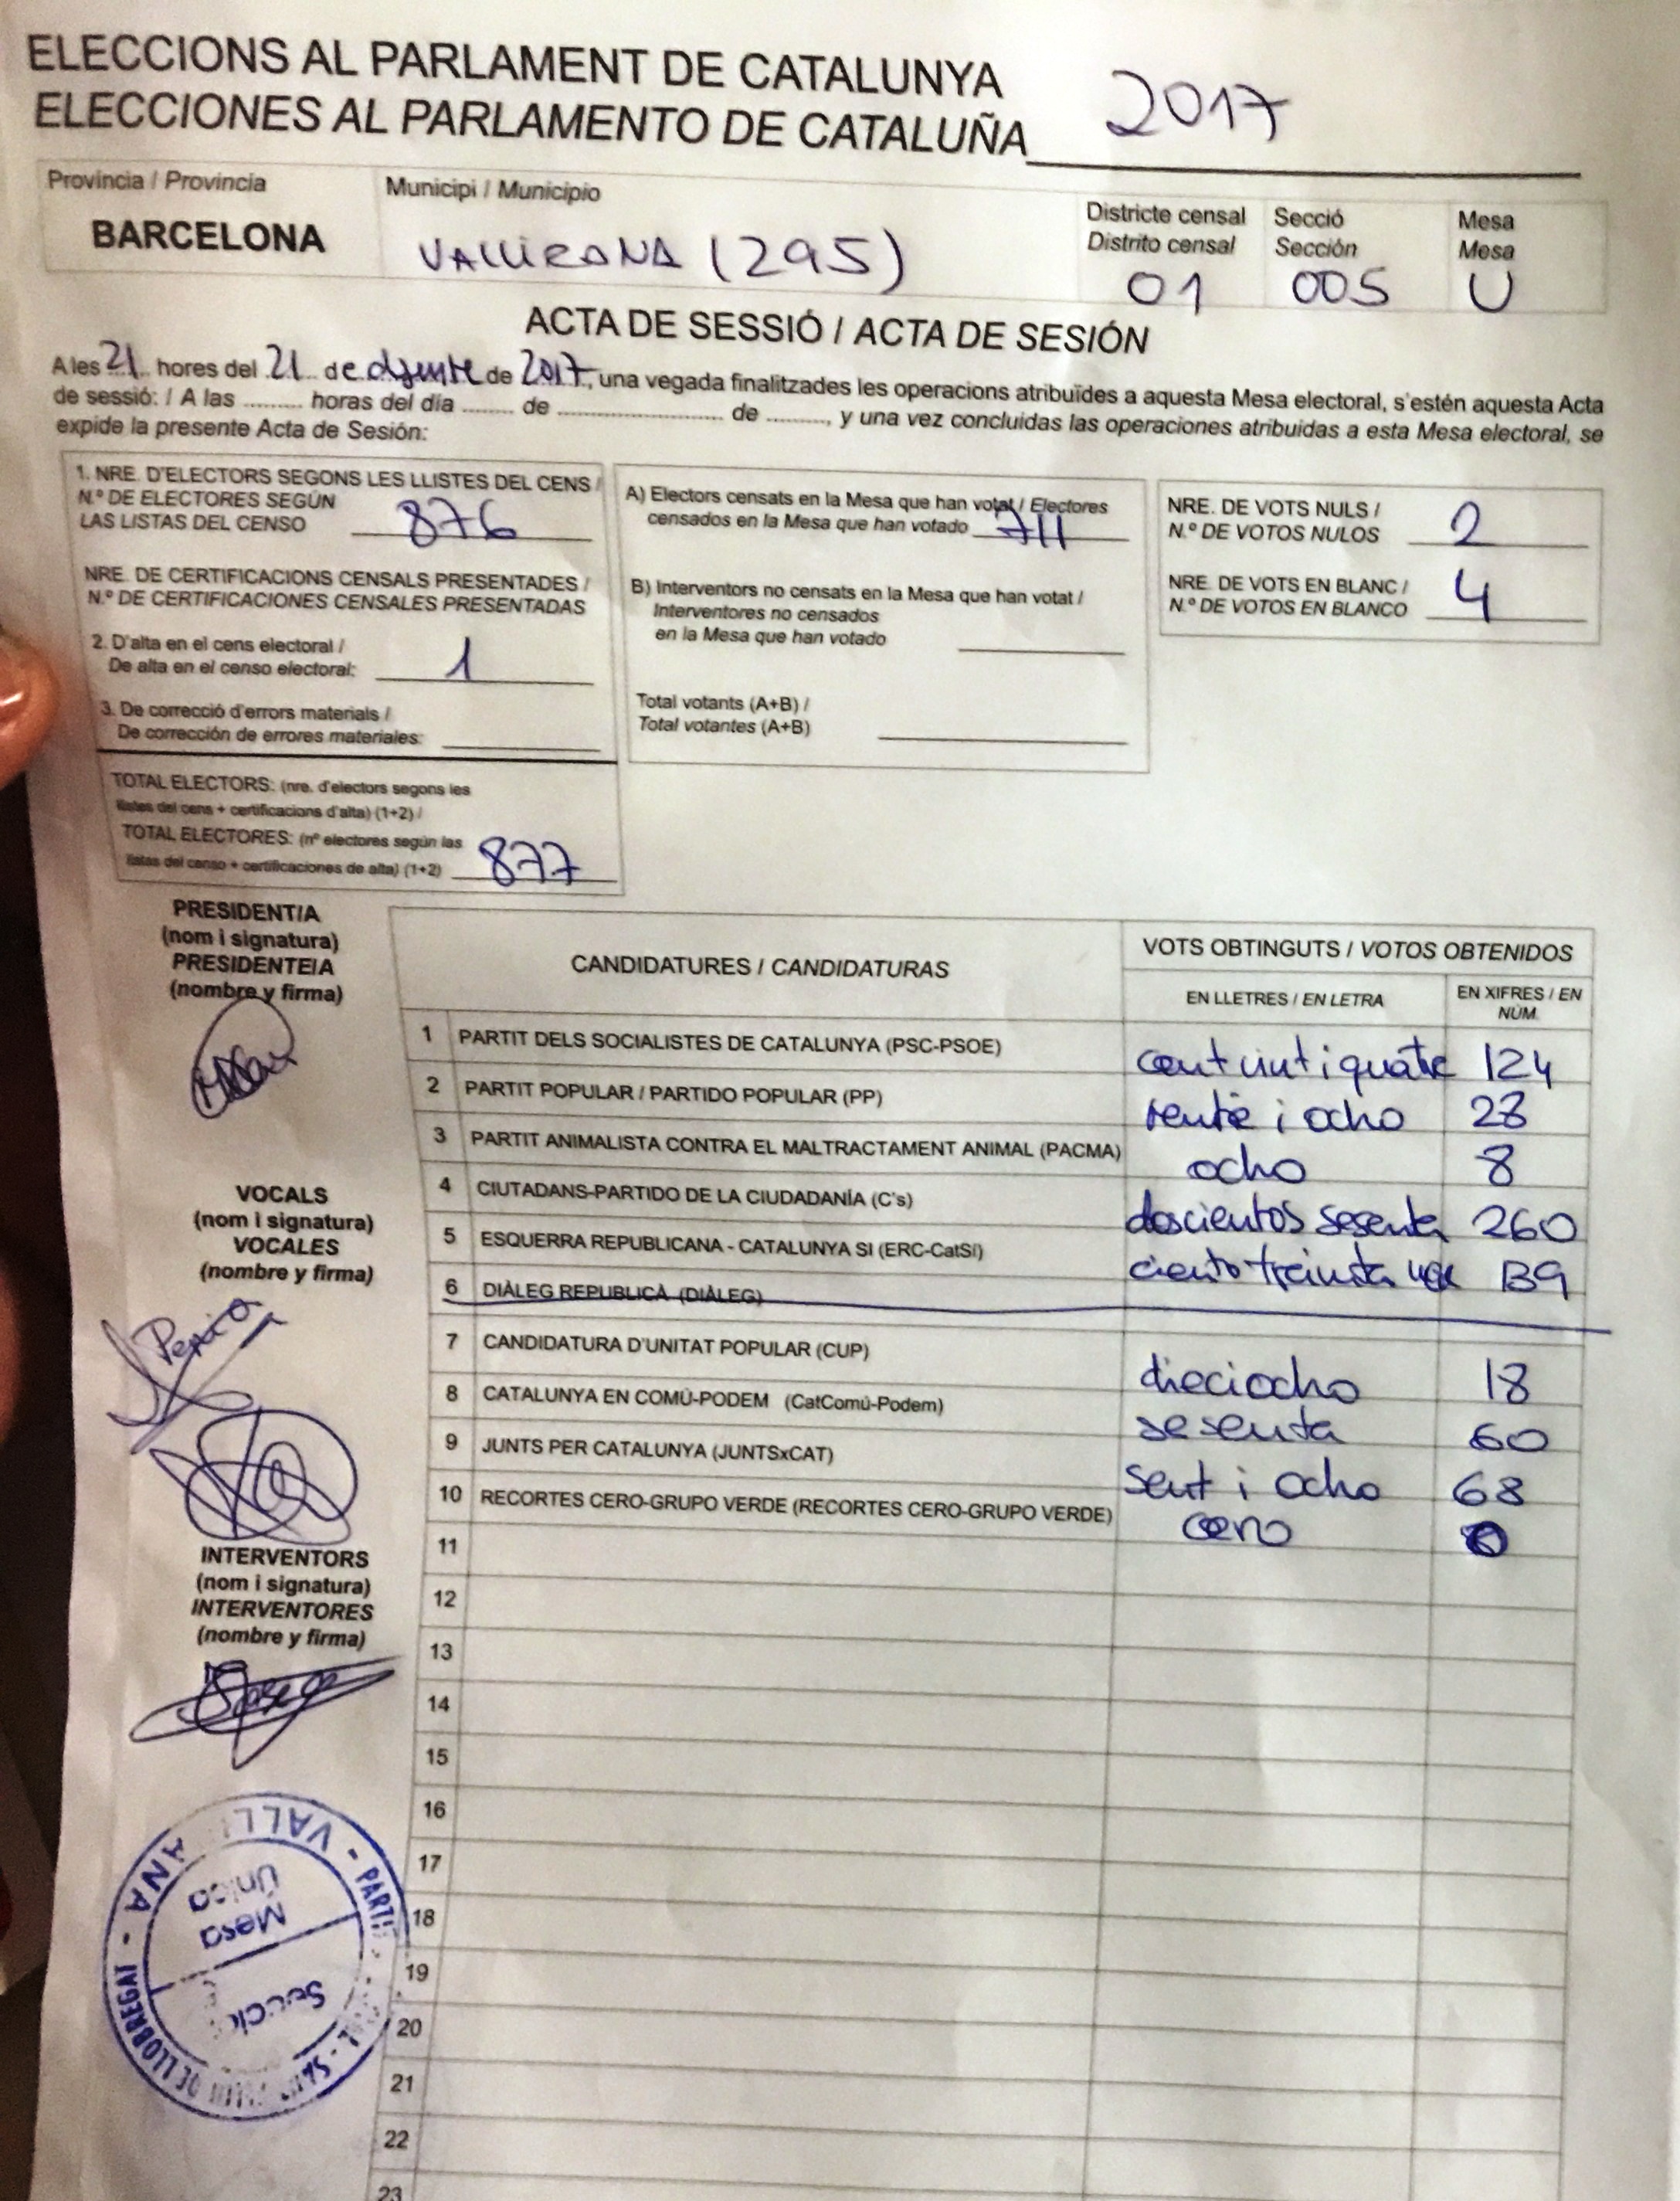 ELECCIONS AL PARLAMENT DE CATALUNYA
ELECCIONES AL PARLAMENTO DE CATALUÑA 2017
Provincia / Provincia
BARCELONA
Municipi / Municipio
VALLIRANA (295)
Districte censal
Distrito censal
01
Secció
Sección
005
Mesa
Mesa
U
ACTA DE SESSIÓ / ACTA DE SESIÓN
A les 21 hores del 21 de de 2017, una vegada finalitzades les operacions atribuïdes a aquesta Mesa electoral, s'estén aquesta Acta
de sessió: / A las ......... horas del día ........ de ........................... de ........., y una vez concluidas las operaciones atribuidas a esta Mesa electoral, se
expide la presente Acta de Sesión:
1. NRE. D'ELECTORS SEGONS LES LLISTES DEL CENS /
N.º DE ELECTORES SEGÚN
LAS LISTAS DEL CENSO 876
NRE. DE CERTIFICACIONS CENSALS PRESENTADES /
N.º DE CERTIFICACIONES CENSALES PRESENTADAS
2. D'alta en el cens electoral /
De alta en el censo electoral: 1
3. De correcció d'errors materials /
De corrección de errores materiales:
TOTAL ELECTORS: (nre. d'electors segons les
llistes del cens + certificacions d'alta) (1+2) /
TOTAL ELECTORES: (nº electores según las
listas del censo + certificaciones de alta) (1+2) 877
A) Electors censats en la Mesa que han votat / Electores
censados en la Mesa que han votado 711
B) Interventors no censats en la Mesa que han votat /
Interventores no censados
en la Mesa que han votado
Total votants (A+B) /
Total votantes (A+B)
NRE. DE VOTS NULS /
N.º DE VOTOS NULOS 2
NRE. DE VOTS EN BLANC /
N.º DE VOTOS EN BLANCO 4
PRESIDENT/A
(nom i signatura)
PRESIDENTE/A
(nombre y firma)
VOCALS
(nom i signatura)
VOCALES
(nombre y firma)
INTERVENTORS
(nom i signatura)
INTERVENTORES
(nombre y firma)
CANDIDATURES / CANDIDATURAS
VOTS OBTINGUTS / VOTOS OBTENIDOS
EN LLETRES / EN LETRA
EN XIFRES / EN
NÚM.
1 PARTIT DELS SOCIALISTES DE CATALUNYA (PSC-PSOE) cent vint i quatre 124
2 PARTIT POPULAR / PARTIDO POPULAR (PP) i ocho 28
3 PARTIT ANIMALISTA CONTRA EL MALTRACTAMENT ANIMAL (PACMA) ocho 8
4 CIUTADANS-PARTIDO DE LA CIUDADANÍA (C's) doscientos sesenta 260
5 ESQUERRA REPUBLICANA - CATALUNYA SI (ERC-CatSí) ciento treinta 139
6 DIÀLEG REPUBLICÀ (DIÀLEG)
7 CANDIDATURA D'UNITAT POPULAR (CUP) dieciocho 18
8 CATALUNYA EN COMÚ-PODEM (CatComú-Podem) sesenta 60
9 JUNTS PER CATALUNYA (JUNTSxCAT) i ocho 68
10 RECORTES CERO-GRUPO VERDE (RECORTES CERO-GRUPO VERDE) cero 0
11
12
13
14
15
16
17
18
19
20
21
22
23
Mesa
Única
DE LLOBREGAT